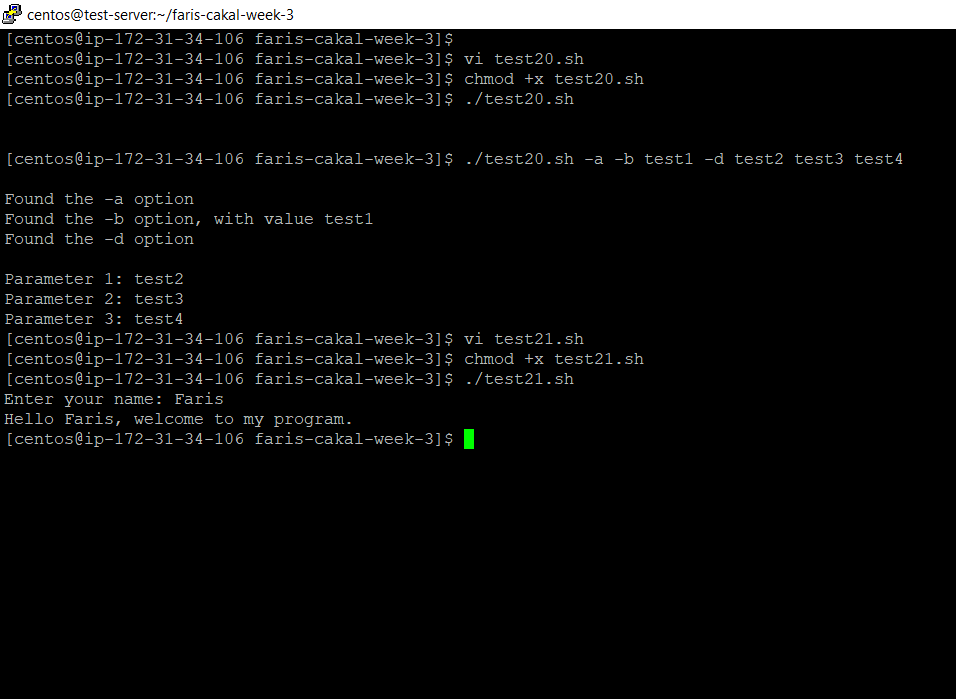 centos@test-server:~/faris-cakal-week-3
[centos@ip-172-31-34-106 faris-cakal-week-3]$
[centos@ip-172-31-34-106 faris-cakal-week-3]$ vi test20.sh
[centos@ip-172-31-34-106 faris-cakal-week-3]$ chmod +x test20.sh
[centos@ip-172-31-34-106 faris-cakal-week-3]$ ./test20.sh
[centos@ip-172-31-34-106 faris-cakal-week-3]$ ./test20.sh -a -b test1 -d test2 test3 test4
Found the -a option
Found the -b option, with value test1
Found the -d option
Parameter 1: test2
Parameter 2: test3
Parameter 3: test4
[centos@ip-172-31-34-106 faris-cakal-week-3]$ vi test21.sh
[centos@ip-172-31-34-106 faris-cakal-week-3]$ chmod +x test21.sh
[centos@ip-172-31-34-106 faris-cakal-week-3]$ ./test21.sh
Enter your name: Faris
Hello Faris, welcome to my program.
[centos@ip-172-31-34-106 faris-cakal-week-3]$